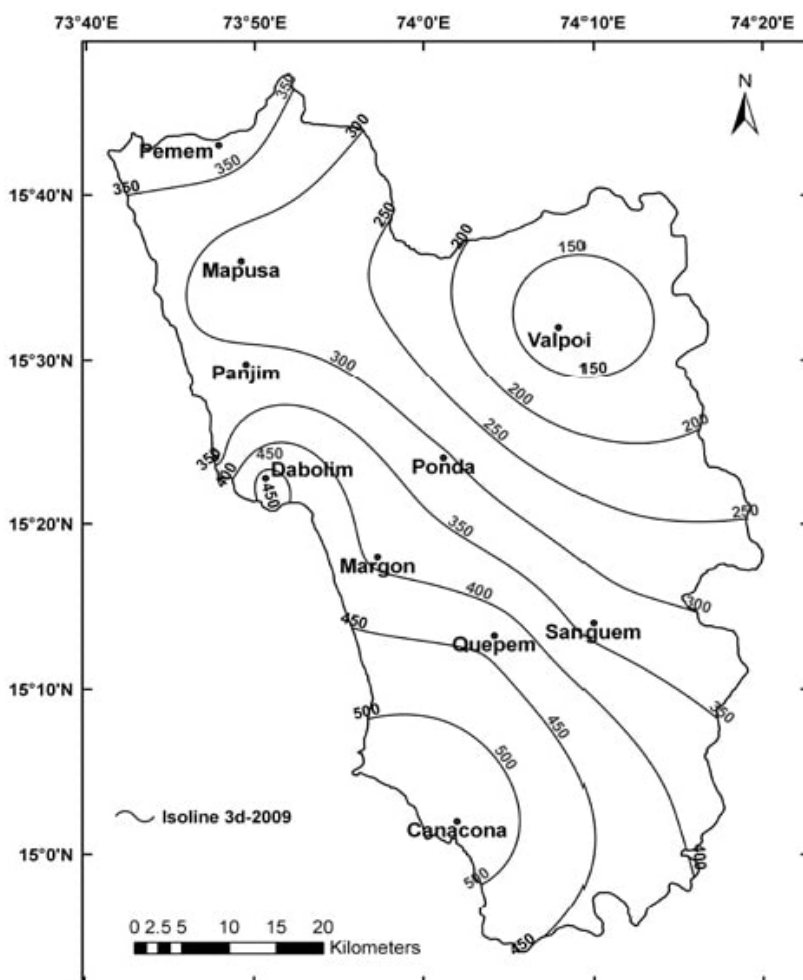 73°40'E 73°50'E 74°0'E 74°10'E 74°20'E
N
350
300
Pemem
350
350
15°40'N
250
200
150
Mapusa
Valpoi
15°30'N
300
150
Panjim
200
250
200
450
350
400
Dabolim
450
Ponda
250
15°20'N
350
Margon
400
300
450
Quepem
Sanguem
15°10'N
500
350
450
500
Isoline 3d-2009
Canacona
15°0'N
400
500
0 2.5 5 10 15 20
Kilometers
450